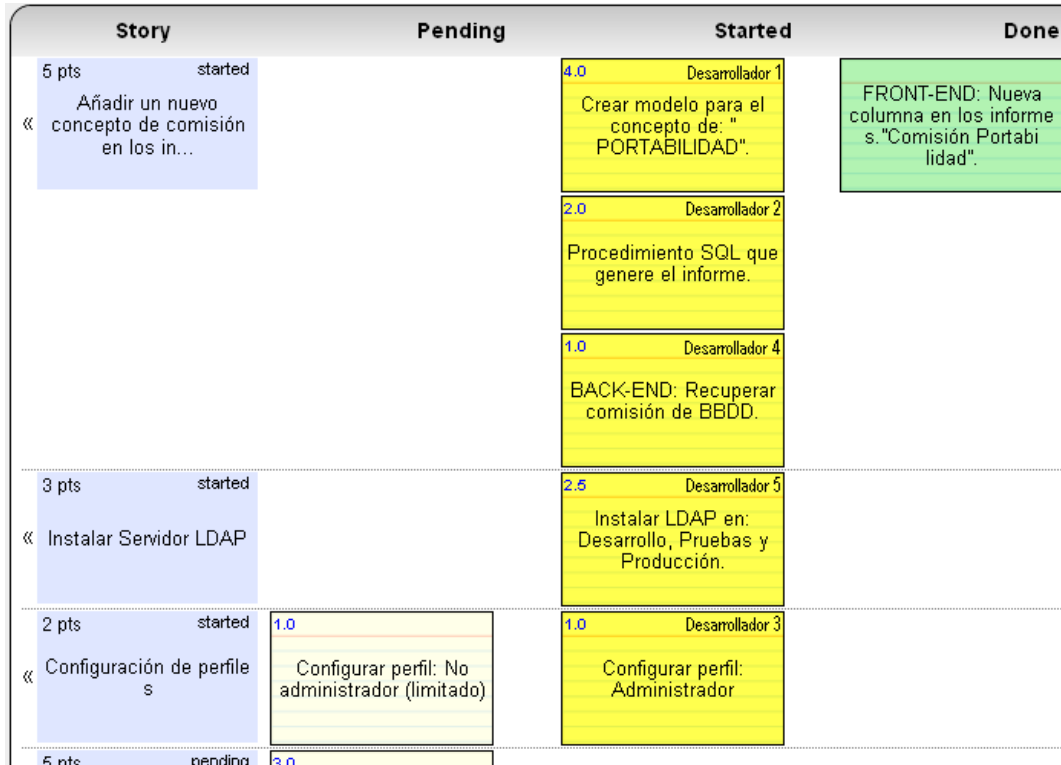 Story Pending Started Done
5 pts started
Añadir un nuevo
« concepto de comisión
en los in...
4.0 Desarrollador 1
Crear modelo para el
concepto de: "
PORTABILIDAD".
FRONT-END: Nueva
columna en los informe
s."Comisión Portabi
lidad".
2.0 Desarrollador 2
Procedimiento SQL que
genere el informe.
1.0 Desarrollador 4
BACK-END: Recuperar
comisión de BBDD.
3 pts started
« Instalar Servidor LDAP
2.5 Desarrollador 5
Instalar LDAP en:
Desarrollo, Pruebas y
Producción.
2 pts started
« Configuración de perfile
s
1.0
Configurar perfil: No
administrador (limitado)
1.0 Desarrollador 3
Configurar perfil:
Administrador
5 pts pending
3.0